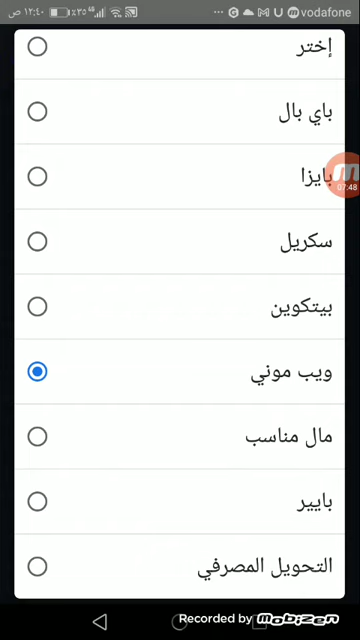 vodafone
٪٣٥ ١٢:٤٠ ص
إختر
باي بال
بايزا
07:48
سكريل
بيتكوين
ويب موني
مال مناسب
بايير
التحويل المصرفي
Recorded by Mobizen